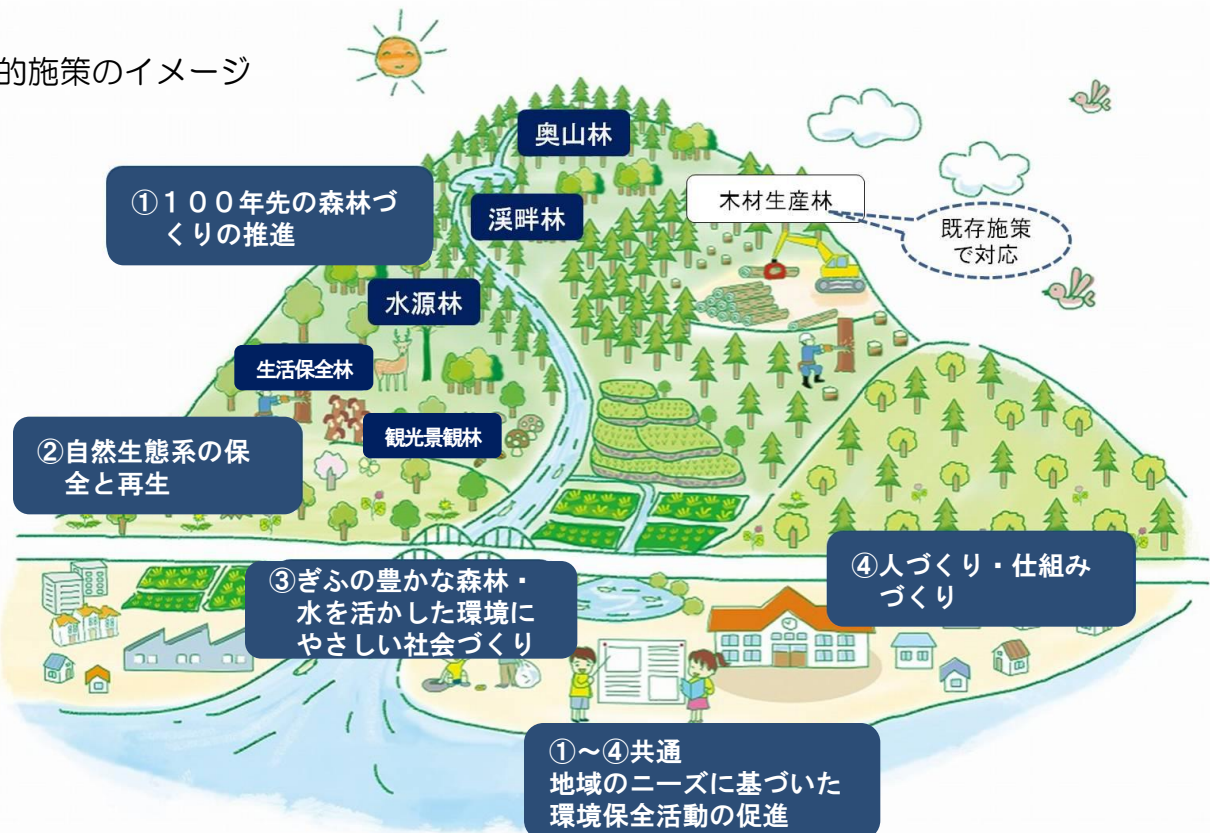 的施策のイメージ
奥山林
①１００年先の森林づ
くりの推進
木材生産林
渓畔林
既存施策
で対応
水源林
生活保全林
観光景観林
②自然生態系の保
全と再生
③ぎふの豊かな森林・
水を活かした環境に
やさしい社会づくり
④人づくり・仕組み
づくり
①～④共通
地域のニーズに基づいた
環境保全活動の促進